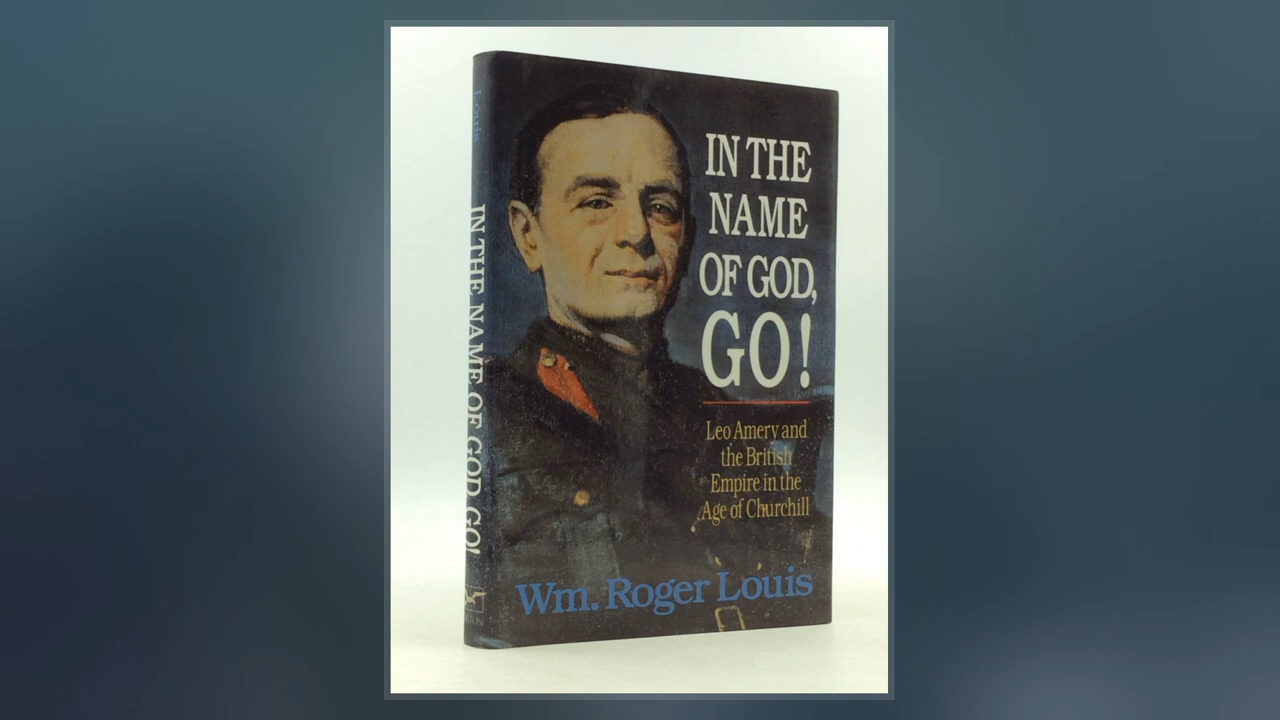 Louis
IN THE NAME OF GOD GO!
IN THE
NAME
OF GOD,
GO!
Leo Amery and
the British
Empire in the
Age of Churchill
Wm. Roger Louis